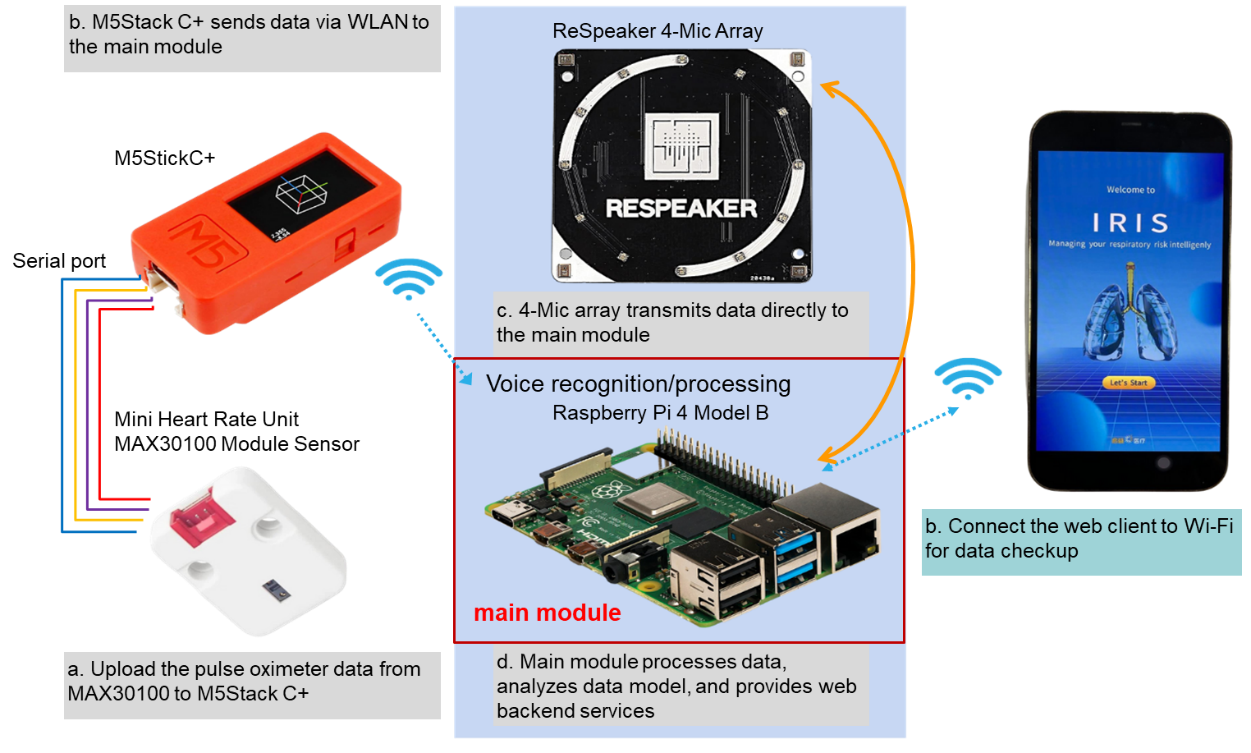 b. M5Stack C+ sends data via WLAN to
the main module
M5StickC+
M5
Serial port
Mini Heart Rate Unit
MAX30100 Module Sensor
a. Upload the pulse oximeter data from
MAX30100 to M5Stack C+
ReSpeaker 4-Mic Array
RESPEAKER
c. 4-Mic array transmits data directly to
the main module
Voice recognition/processing
Raspberry Pi 4 Model B
HDMI
main module
d. Main module processes data,
analyzes data model, and provides web
backend services
Welcome to
IRIS
Managing your respiratory risk intelligenly
Let's Start
b. Connect the web client to Wi-Fi
for data checkup